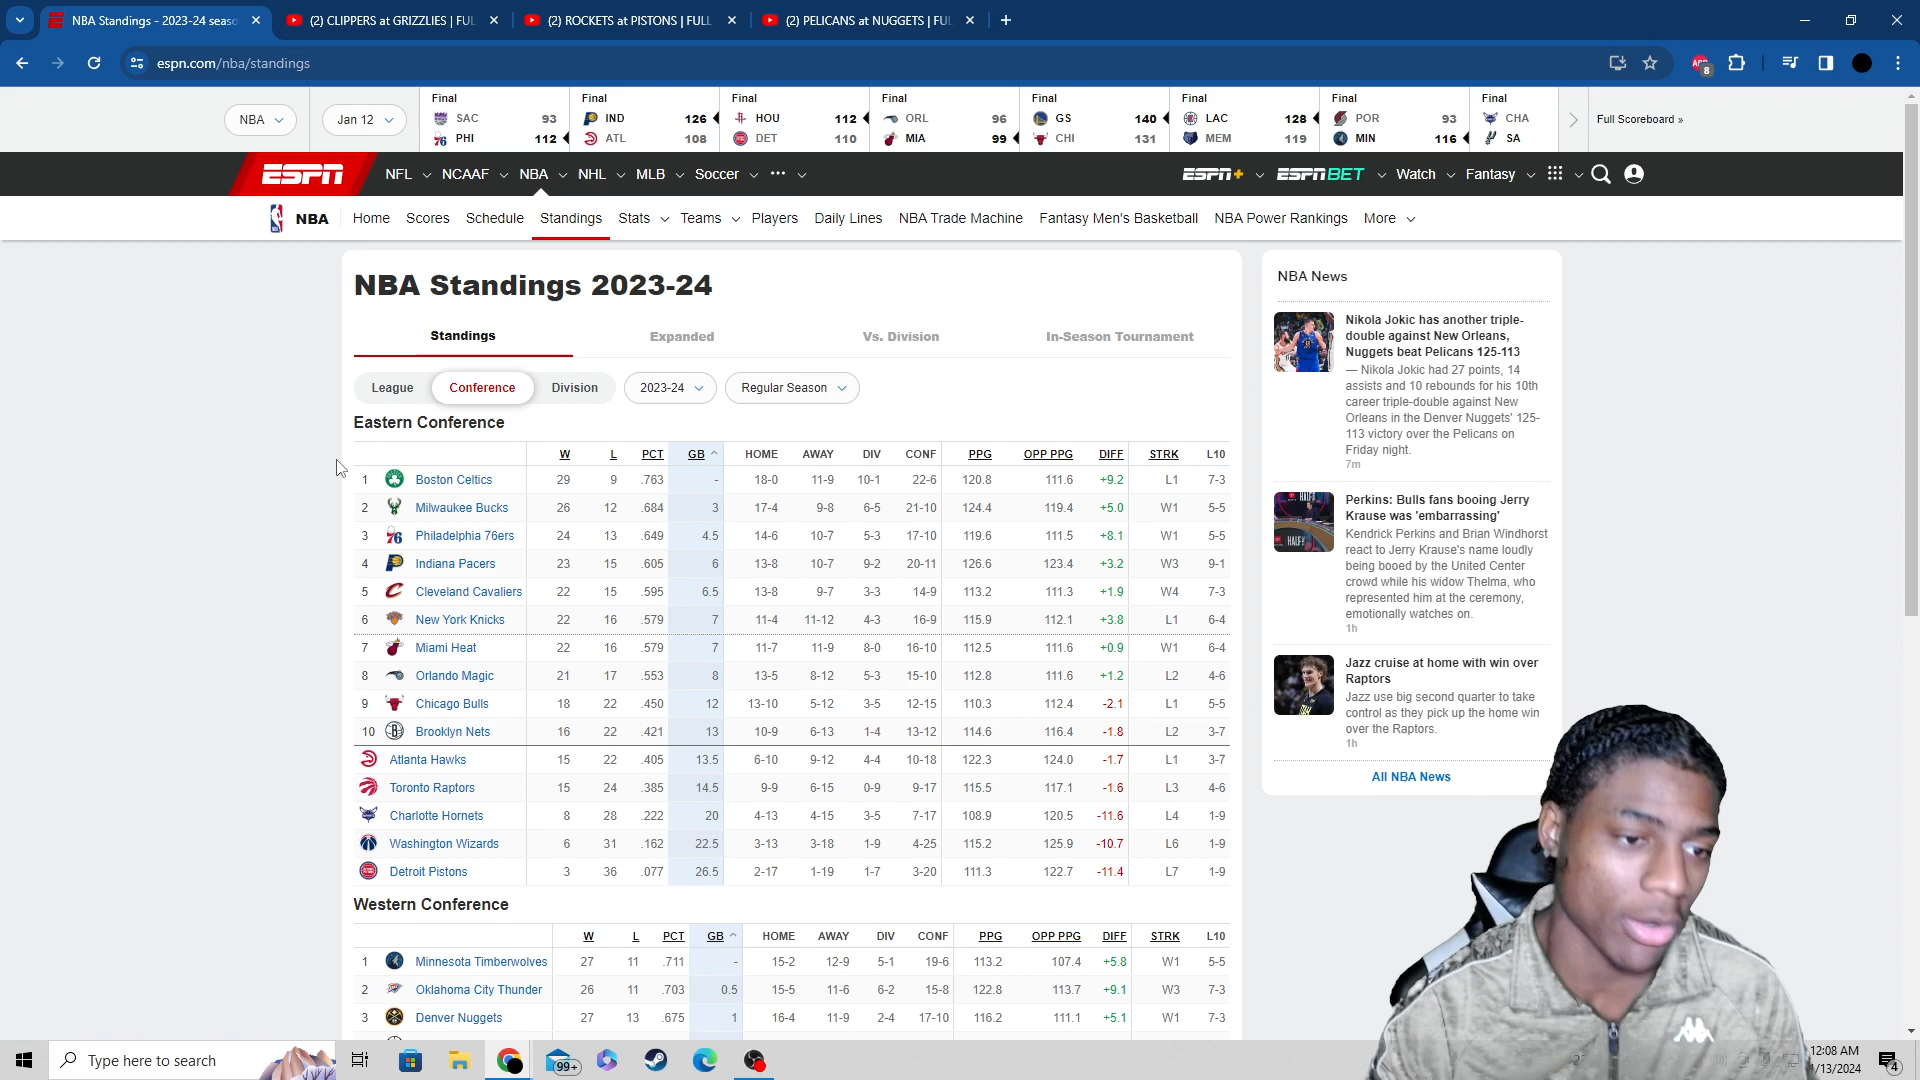 NBA Standings - 2023-24 seaso
(2) CLIPPERS at GRIZZLIES | FUL
(2) ROCKETS at PISTONS | FULL
(2) PELICANS at NUGGETS | FU
espn.com/nba/standings
8
NBA Jan 12
Final SAC 93 PHI 112
Final IND 126 ATL 108
Final HOU 112 DET 110
Final ORL 96 MIA 99
Final GS 140 CHI 131
Final LAC 128 MEM 119
Final POR 93 MIN 116
Final CHA SA
Full Scoreboard »
ESPN NFL NCAAF NBA NHL MLB Soccer ••• ESPN+ ESPN BET Watch Fantasy
NBA Home Scores Schedule Standings Stats Teams Players Daily Lines NBA Trade Machine Fantasy Men's Basketball NBA Power Rankings More
NBA Standings 2023-24
Standings Expanded Vs. Division In-Season Tournament
League Conference Division 2023-24 Regular Season
Eastern Conference
W L PCT GB HOME AWAY DIV CONF PPG OPP PPG DIFF STRK L10
1 Boston Celtics 29 9 .763 - 18-0 11-9 10-1 22-6 120.8 111.6 +9.2 L1 7-3
2 Milwaukee Bucks 26 12 .684 3 17-4 9-8 6-5 21-10 124.4 119.4 +5.0 W1 5-5
3 Philadelphia 76ers 24 13 .649 4.5 14-6 10-7 5-3 17-10 119.6 111.5 +8.1 W1 5-5
4 Indiana Pacers 23 15 .605 6 13-8 10-7 9-2 20-11 126.6 123.4 +3.2 W3 9-1
5 Cleveland Cavaliers 22 15 .595 6.5 13-8 9-7 3-3 14-9 113.2 111.3 +1.9 W4 7-3
6 New York Knicks 22 16 .579 7 11-4 11-12 4-3 16-9 115.9 112.1 +3.8 L1 6-4
7 Miami Heat 22 16 .579 7 11-7 11-9 8-0 16-10 112.5 111.6 +0.9 W1 6-4
8 Orlando Magic 21 17 .553 8 13-5 8-12 5-3 15-10 112.8 111.6 +1.2 L2 4-6
9 Chicago Bulls 18 22 .450 12 13-10 5-12 3-5 12-15 110.3 112.4 -2.1 L1 5-5
10 Brooklyn Nets 16 22 .421 13 10-9 6-13 1-4 13-12 114.6 116.4 -1.8 L2 3-7
Atlanta Hawks 15 22 .405 13.5 6-10 9-12 4-4 10-18 122.3 124.0 -1.7 L1 3-7
Toronto Raptors 15 24 .385 14.5 9-9 6-15 0-9 9-17 115.5 117.1 -1.6 L3 4-6
Charlotte Hornets 8 28 .222 20 4-13 4-15 3-5 7-17 108.9 120.5 -11.6 L4 1-9
Washington Wizards 6 31 .162 22.5 3-13 3-18 1-9 4-25 115.2 125.9 -10.7 L6 1-9
Detroit Pistons 3 36 .077 26.5 2-17 1-19 1-7 3-20 111.3 122.7 -11.4 L7 1-9
Western Conference
W L PCT GB HOME AWAY DIV CONF PPG OPP PPG DIFF STRK L10
1 Minnesota Timberwolves 27 11 .711 - 15-2 12-9 5-1 19-6 113.2 107.4 +5.8 W1 5-5
2 Oklahoma City Thunder 26 11 .703 0.5 15-5 11-6 6-2 15-8 122.8 113.7 +9.1 W3 7-3
3 Denver Nuggets 27 13 .675 1 16-4 11-9 2-4 17-10 116.2 111.1 +5.1 W1 7-3
NBA News
Nikola Jokic has another triple-
double against New Orleans,
Nuggets beat Pelicans 125-113
— Nikola Jokic had 27 points, 14
assists and 10 rebounds for his 10th
career triple-double against New
Orleans in the Denver Nuggets' 125-
113 victory over the Pelicans on
Friday night.
7m
Perkins: Bulls fans booing Jerry
Krause was 'embarrassing'
Kendrick Perkins and Brian Windhorst
react to Jerry Krause's name loudly
being booed by the United Center
crowd while his widow Thelma, who
represented him at the ceremony,
emotionally watches on.
1h
Jazz cruise at home with win over
Raptors
Jazz use big second quarter to take
control as they pick up the home win
over the Raptors.
1h
All NBA News
Type here to search
99+
12:08 AM
1/13/2024
4